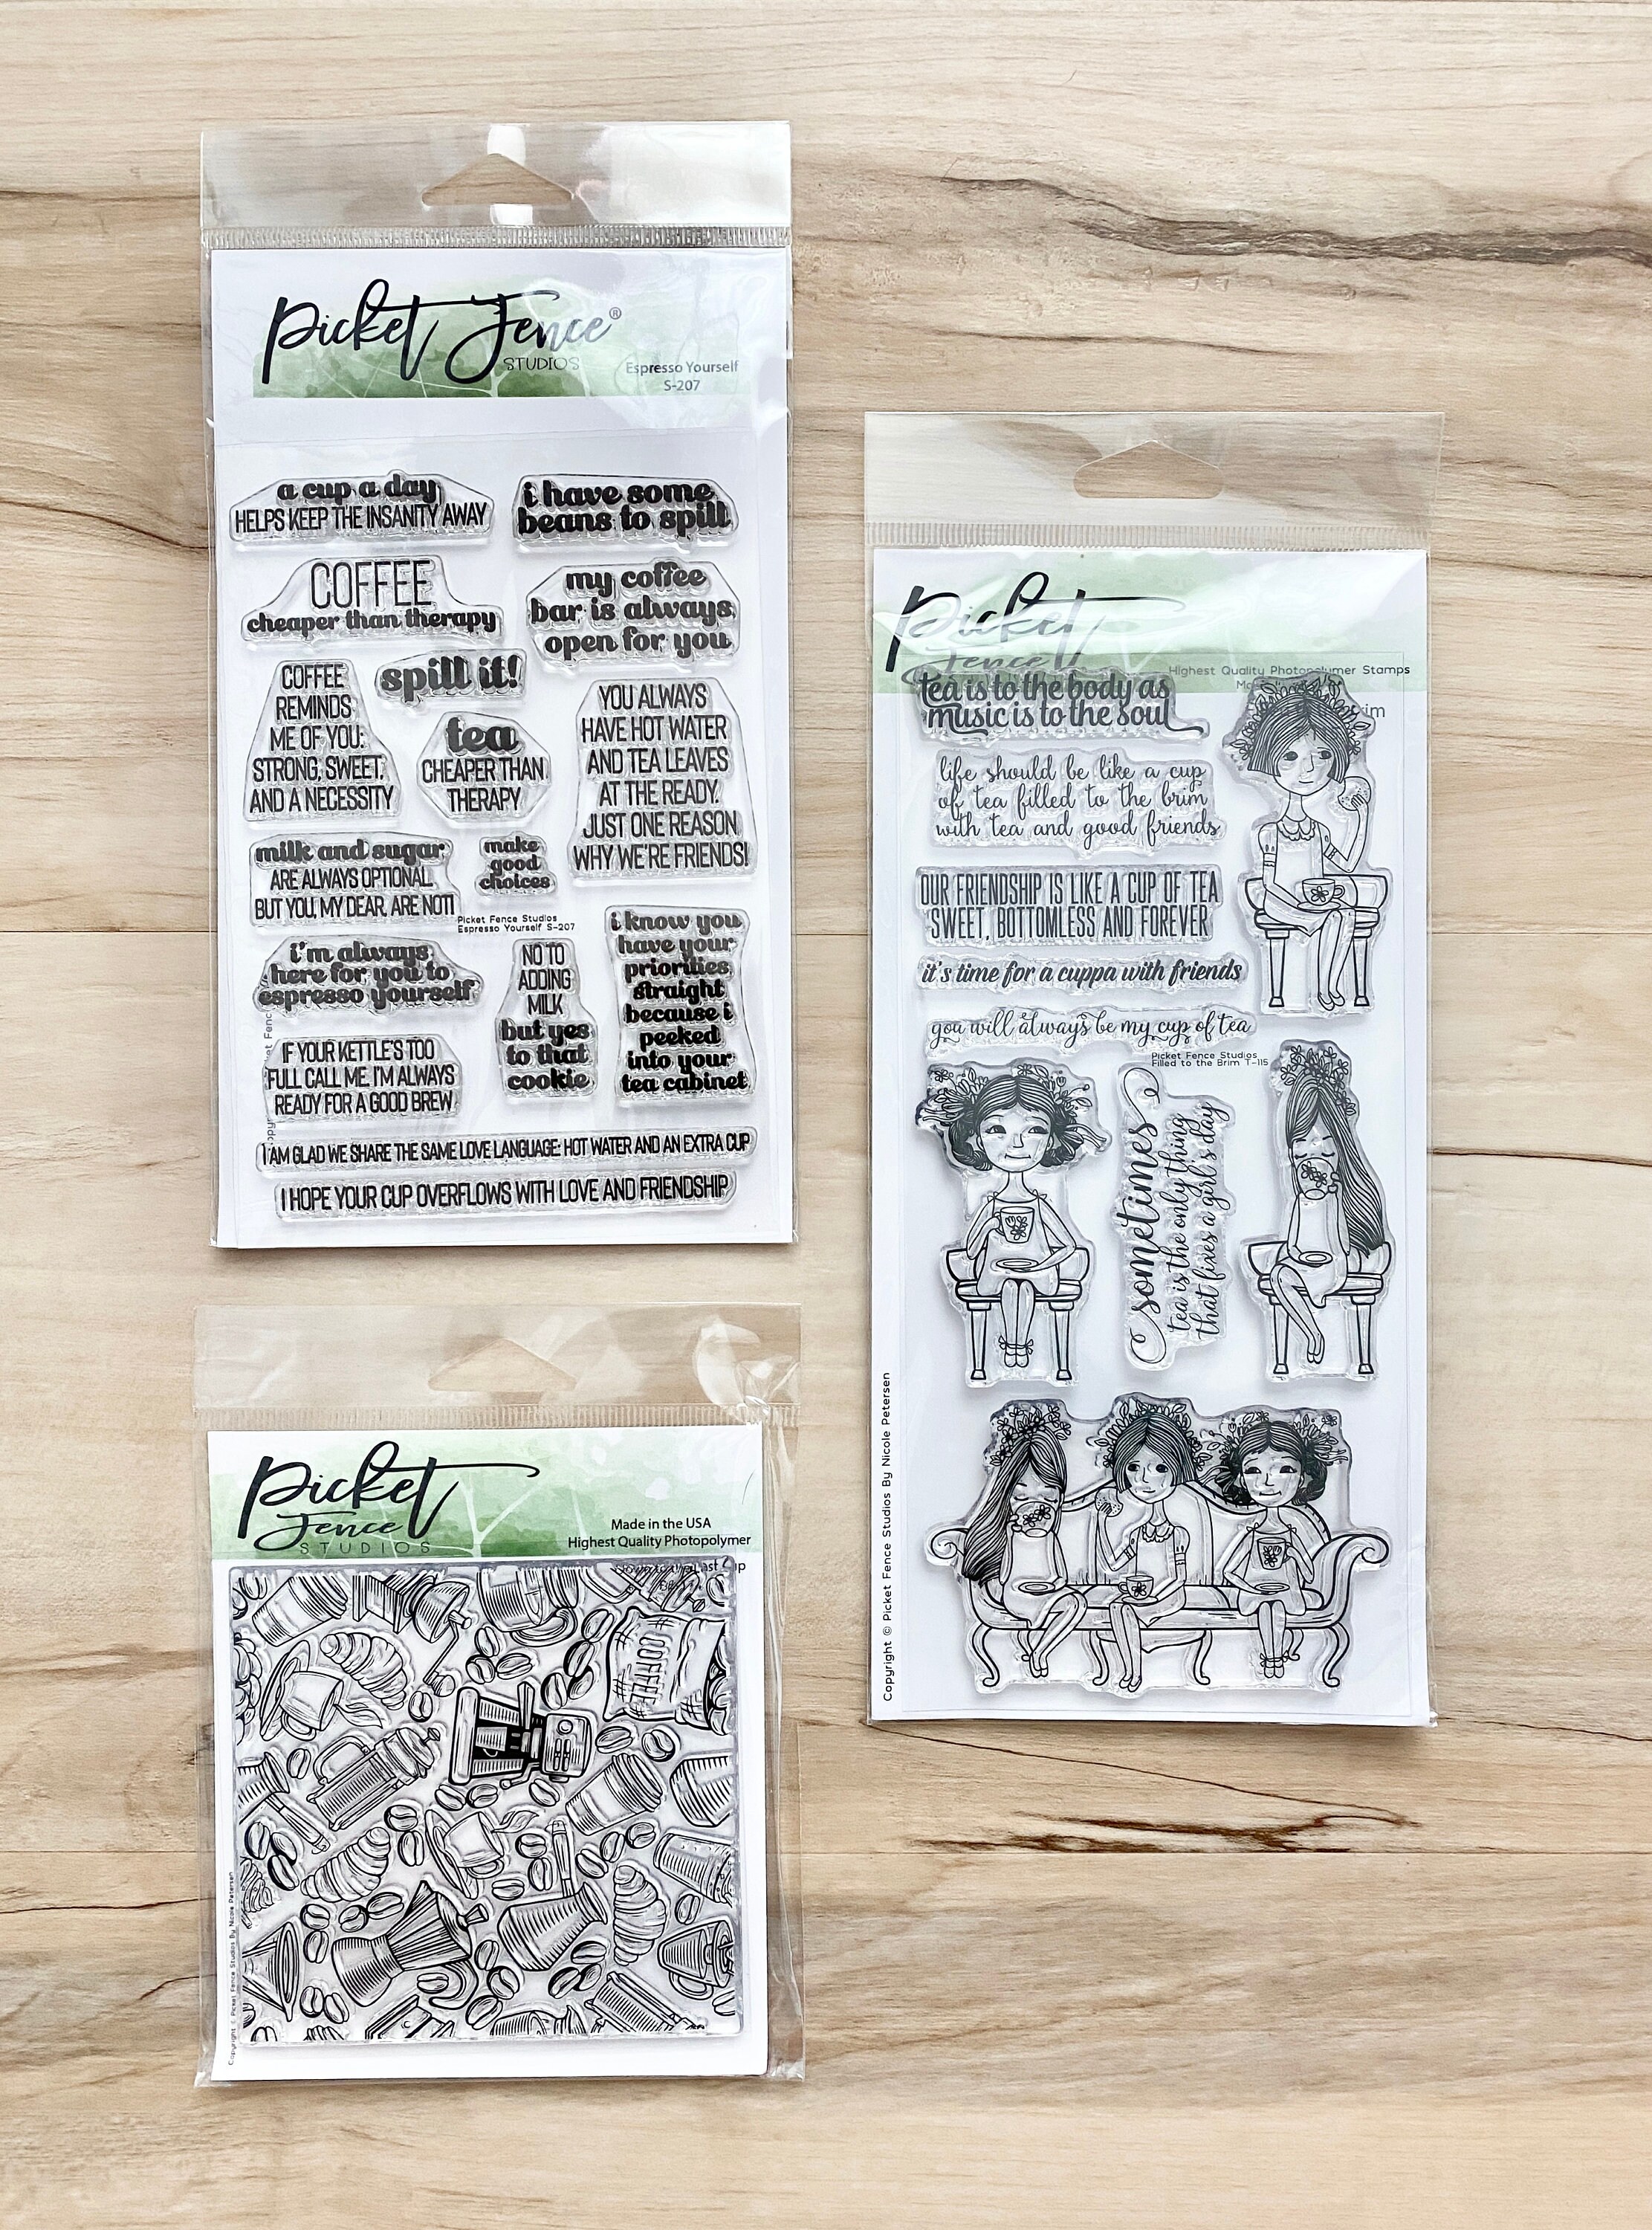 Picket Fence®
STUDIOS
Espresso Yourself
S-207
a cup a day
HELPS KEEP THE INSANITY AWAY
i have some
beans to spill
COFFEE
cheaper than therapy
my coffee
bar is always
open for you
COFFEE
REMINDS
ME OF YOU:
STRONG, SWEET,
AND A NECESSITY
spill it!
tea
CHEAPER THAN
THERAPY
YOU ALWAYS
HAVE HOT WATER
AND TEA LEAVES
AT THE READY.
JUST ONE REASON
WHY WE'RE FRIENDS!
milk and sugar
ARE ALWAYS OPTIONAL
BUT YOU, MY DEAR, ARE NOT!
make
good
choices
Picket Fence Studios
Espresso Yourself S-207
i'm always
here for you to
espresso yourself
NO TO
ADDING
MILK
but yes
to that
cookie
i know you
have your
priorities
straight
because i
peeked
into your
tea cabinet
IF YOUR KETTLE'S TOO
FULL CALL ME. I'M ALWAYS
READY FOR A GOOD BREW
I AM GLAD WE SHARE THE SAME LOVE LANGUAGE: HOT WATER AND AN EXTRA CUP
I HOPE YOUR CUP OVERFLOWS WITH LOVE AND FRIENDSHIP
Picket
Fence
Highest Quality Photopolymer Stamps
tea is to the body as
music is to the soul
life should be like a cup
of tea filled to the brim
with tea and good friends
OUR FRIENDSHIP IS LIKE A CUP OF TEA
SWEET, BOTTOMLESS AND FOREVER
it's time for a cuppa with friends
you will always be my cup of tea
Picket Fence Studios
Filled to the Brim T-115
sometimes
tea is the only thing
that fixes a girl's day
Copyright © Picket Fence Studios By Nicole Petersen
Picket
Fence
STUDIOS
Made in the USA
Highest Quality Photopolymer
Down to the Last Cup
COFFEE
Copyright © Picket Fence Studios By Nicole Petersen